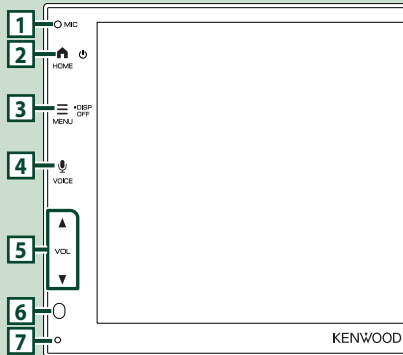 1 MIC
2
HOME
3 •DISP
OFF
MENU
4
VOICE
5 VOL
6
7
KENWOOD